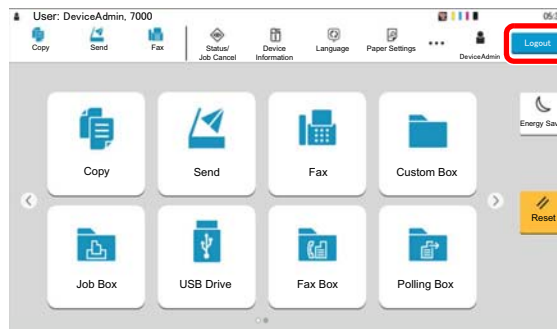 User: DeviceAdmin, 7000
05:
Copy
Send
Fax
Status/
Job Cancel
Device
Information
Language
Paper Settings
DeviceAdmin
Logout
Energy Sav
Copy
Send
Fax
Custom Box
Reset
Job Box
USB Drive
Fax Box
Polling Box